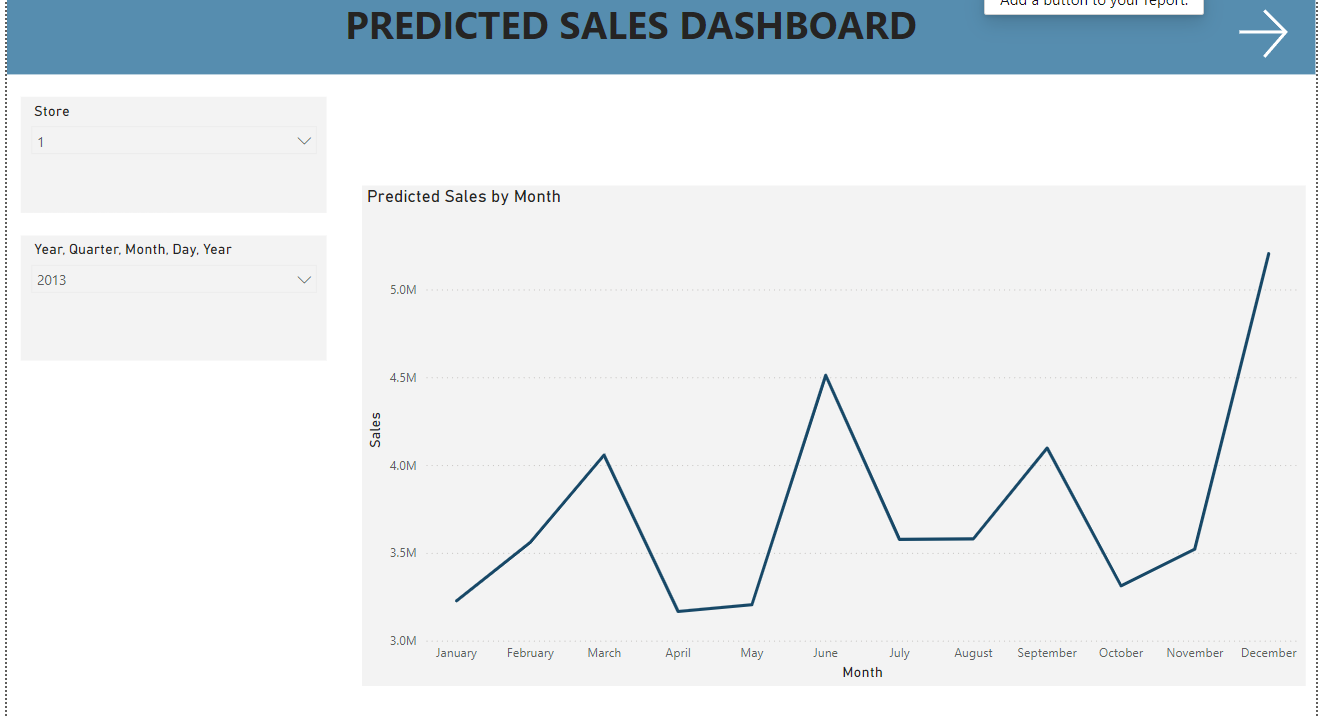 Add a button to your report.
PREDICTED SALES DASHBOARD
Store
1
Year, Quarter, Month, Day, Year
2013
Predicted Sales by Month
5.0M
4.5M
4.0M
3.5M
3.0M
Sales
January February March April May June July August September October November December
Month